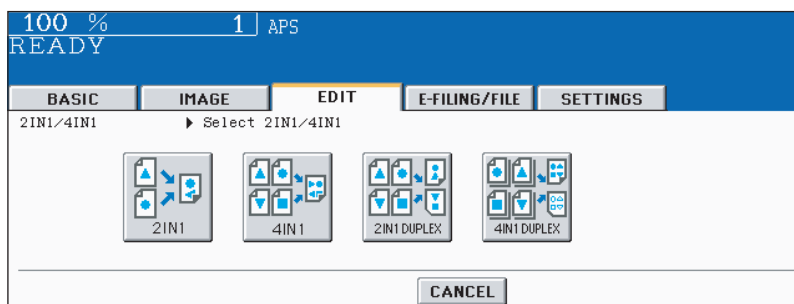 100 % 1 APS
READY
BASIC IMAGE EDIT E-FILING/FILE SETTINGS
2IN1/4IN1 Select 2IN1/4IN1
2IN1 4IN1 2IN1 DUPLEX 4IN1 DUPLEX
CANCEL